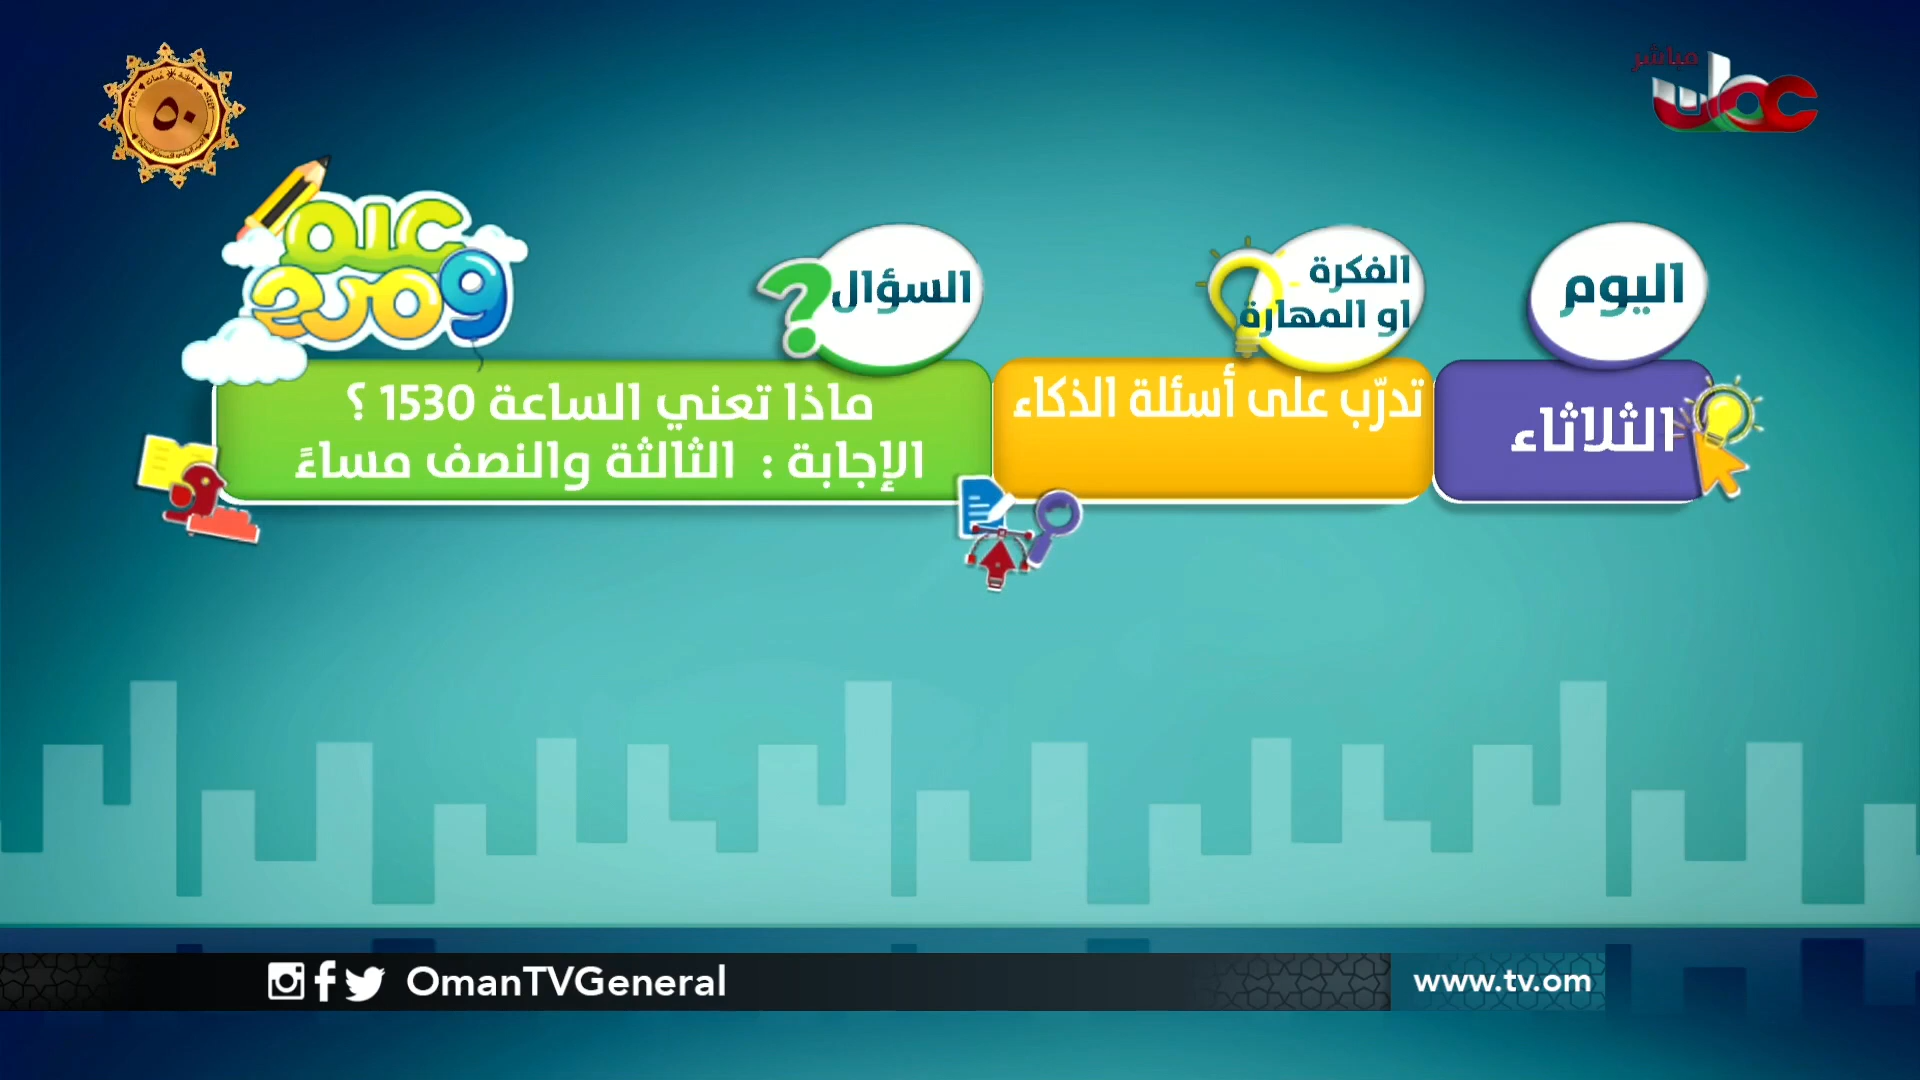 مباشر
عمان
٥٠
علم
ومرح
اليوم
الفكرة
او المهارة
السؤال
الثلاثاء
تدرّب على أسئلة الذكاء
ماذا تعني الساعة 1530 ؟
الإجابة : الثالثة والنصف مساءً
OmanTVGeneral
www.tv.om